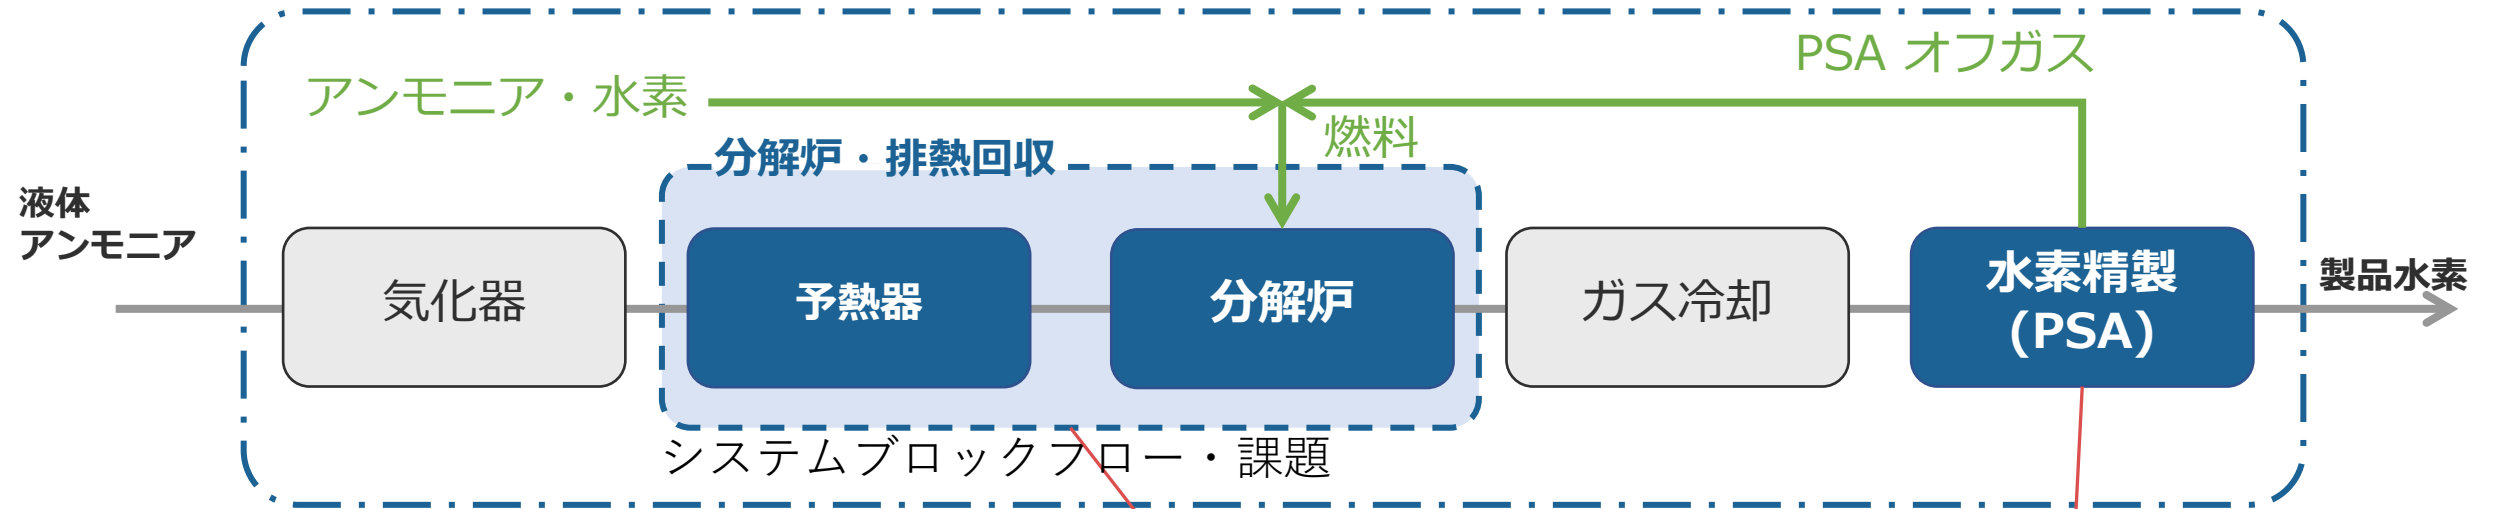 PSA オフガス
アンモニア・水素
燃料
分解炉・排熱回収
液体
アンモニア
気化器
予熱器
分解炉
ガス冷却
水素精製
(PSA)
製品水素
システムブロックフロー・諸題